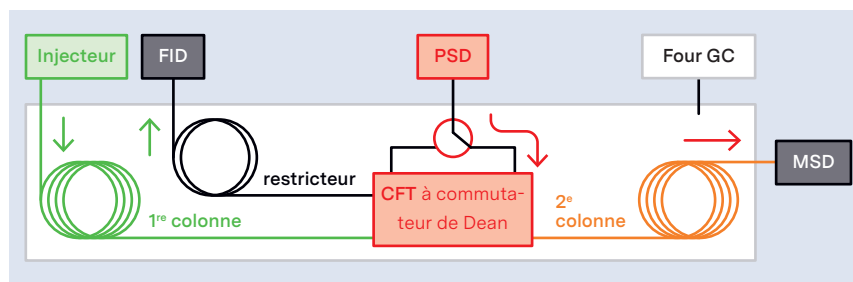 Injecteur
FID
PSD
Four GC
MSD
restricteur
CFT à commuta-
teur de Dean
1re colonne
2e
colonne